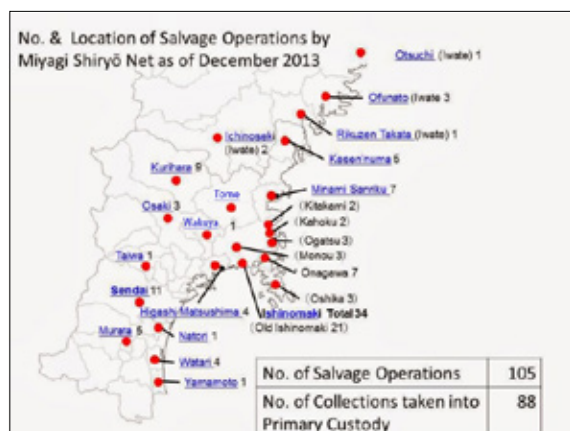 No. & Location of Salvage Operations by
Miyagi Shiryō Net as of December 2013
Otsuchi (Iwate) 1
Ofunato (Iwate 3
Rikuzen Takata (Iwate) 1
Ichinoseki
(Iwate) 2
Kesen'numa 5
Kurihara 9
Minami Sanriku 7
Tome
Osaki 3
(Kitakami 2)
Wakuya 1
(Kahoku 2)
(Ogatsu 3)
(Monou 3)
Taiwa 1
Onagawa 7
Sendai 11
(Oshika 3)
Higashi Matsushima 4
Ishinomaki Total 34
(Old Ishinomaki 21)
Murata 5
Natori 1
Watari 4
Yamamoto 1
No. of Salvage Operations 105
No. of Collections taken into 88
Primary Custody